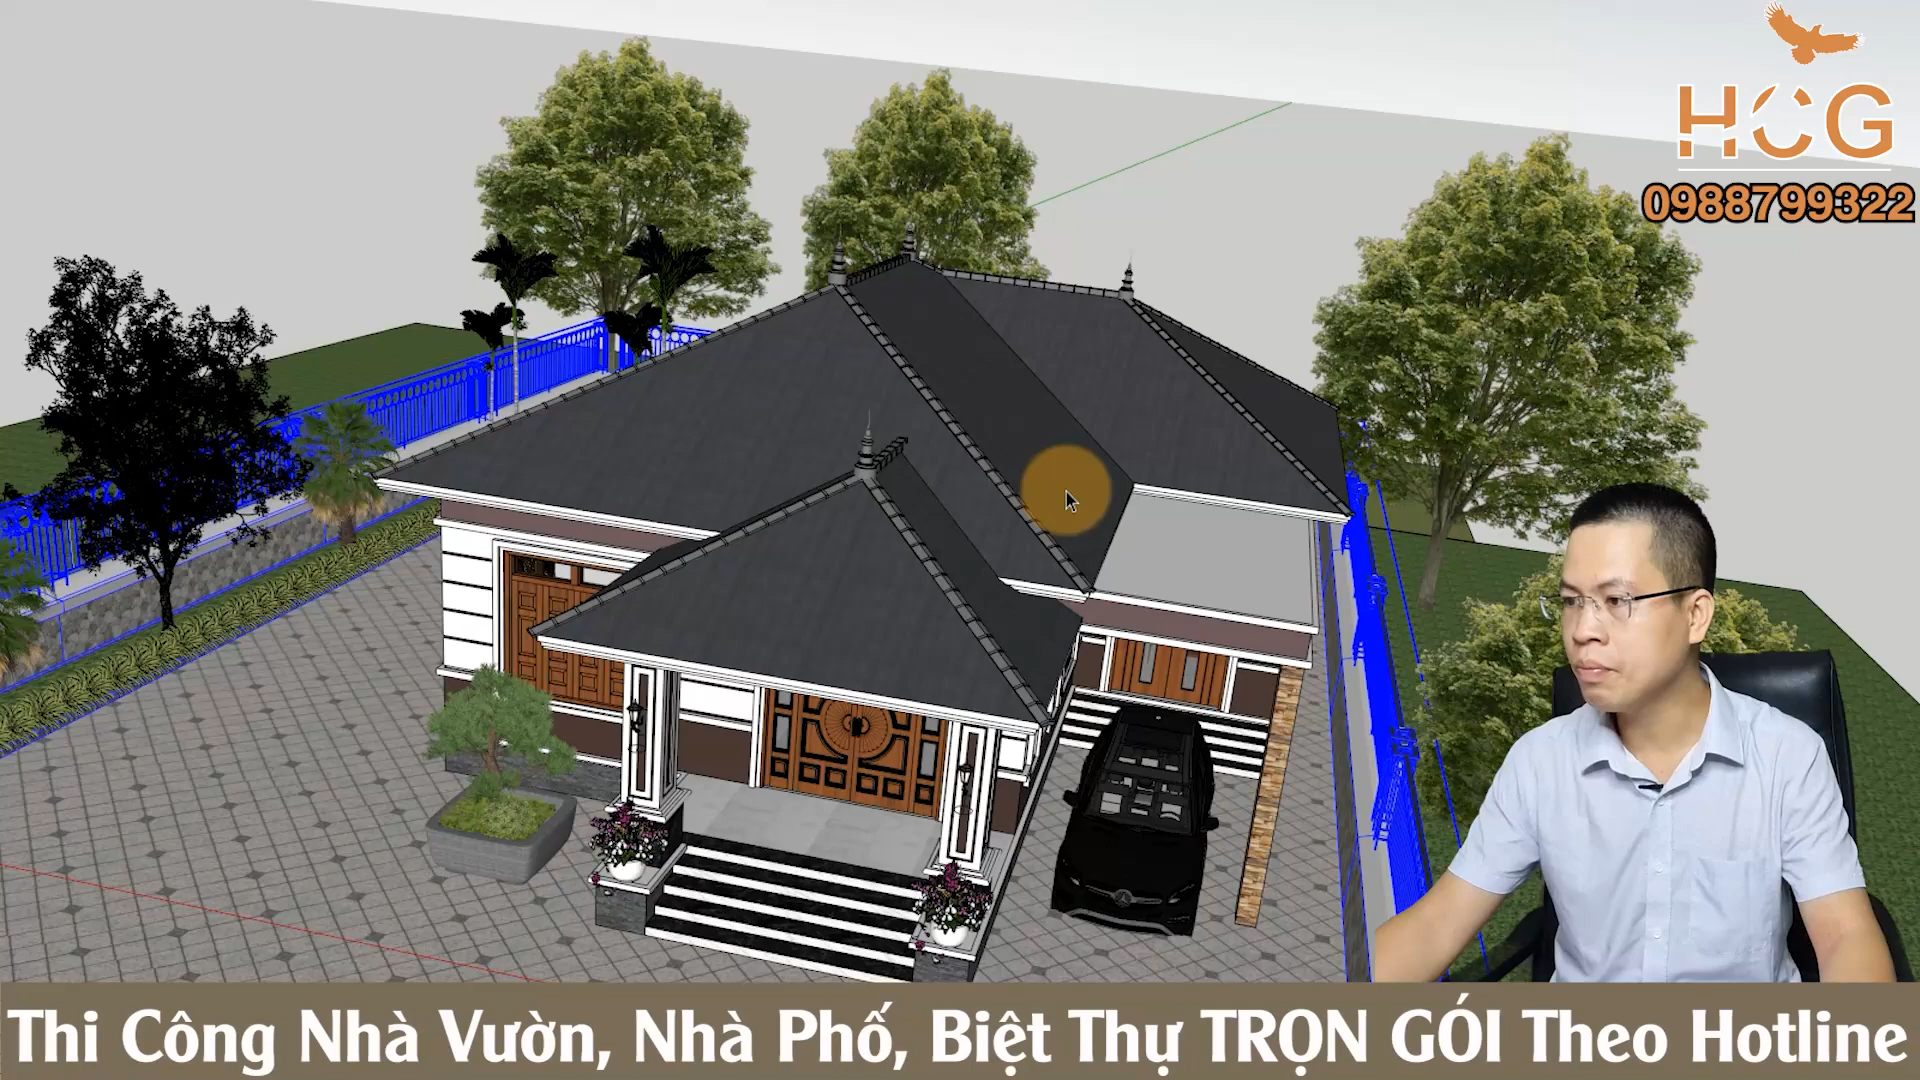 HCG
0988799322
Thi Công Nhà Vườn, Nhà Phố, Biệt Thự TRỌN GÓI Theo Hotline